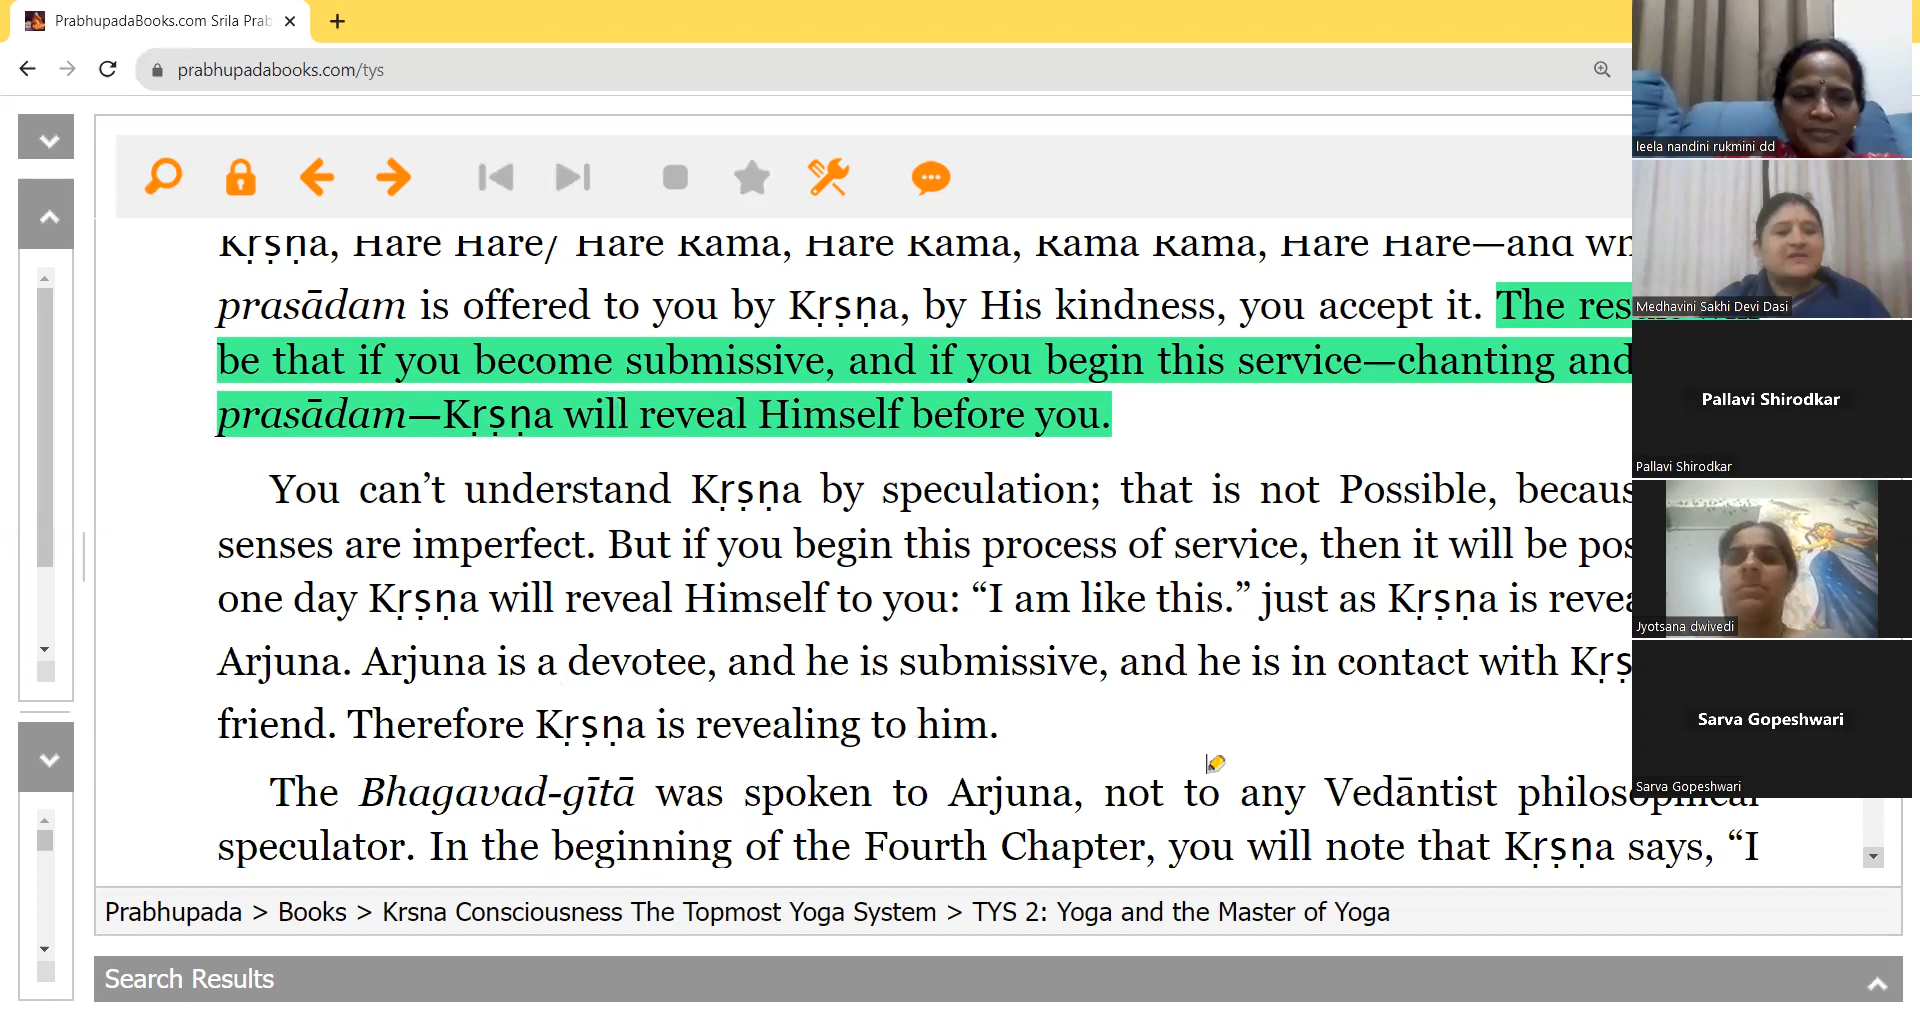 PrabhupadaBooks.com Srila Prab
prabhupadabooks.com/tys
Kṛṣṇa, Hare Hare/ Hare Rāma, Hare Rāma, Rāma Rāma, Hare Hare—and
prasādam is offered to you by Kṛṣṇa, by His kindness, you accept it. The
be that if you become submissive, and if you begin this service—chanting and
prasādam—Kṛṣṇa will reveal Himself before you.
You can’t understand Kṛṣṇa by speculation; that is not Possible,
senses are imperfect. But if you begin this process of service, then it will be
one day Kṛṣṇa will reveal Himself to you: “I am like this.” just as Kṛṣṇa is
Arjuna. Arjuna is a devotee, and he is submissive, and he is in contact with
friend. Therefore Kṛṣṇa is revealing to him.
The Bhagavad-gītā was spoken to Arjuna, not to any Vedāntist philosophical
speculator. In the beginning of the Fourth Chapter, you will note that Kṛṣṇa says, “I
Prabhupada > Books > Krsna Consciousness The Topmost Yoga System > TYS 2: Yoga and the Master of Yoga
Search Results
leela nandini rukmini dd
Medhavini Sakhi Devi Dasi
Pallavi Shirodkar
Pallavi Shirodkar
Jyotsana dwivedi
Sarva Gopeshwari
Sarva Gopeshwari